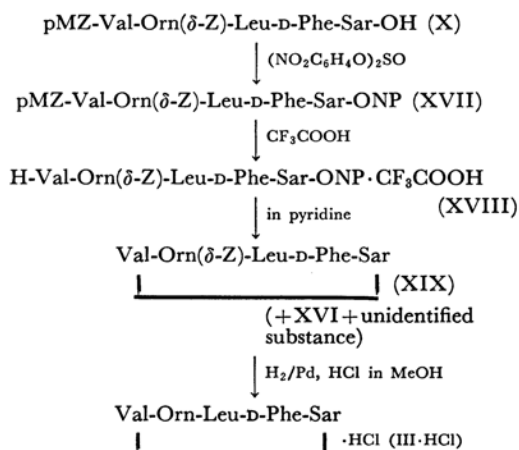 pMZ-Val-Orn(δ-Z)-Leu-D-Phe-Sar-OH (X)
(NO₂C₆H₄O)₂SO
pMZ-Val-Orn(δ-Z)-Leu-D-Phe-Sar-ONP (XVII)
CF₃COOH
H-Val-Orn(δ-Z)-Leu-D-Phe-Sar-ONP·CF₃COOH
(XVIII)
in pyridine
Val-Orn(δ-Z)-Leu-D-Phe-Sar
(XIX)
(+XVI+unidentified
substance)
H₂/Pd, HCl in MeOH
Val-Orn-Leu-D-Phe-Sar
·HCl (III·HCl)